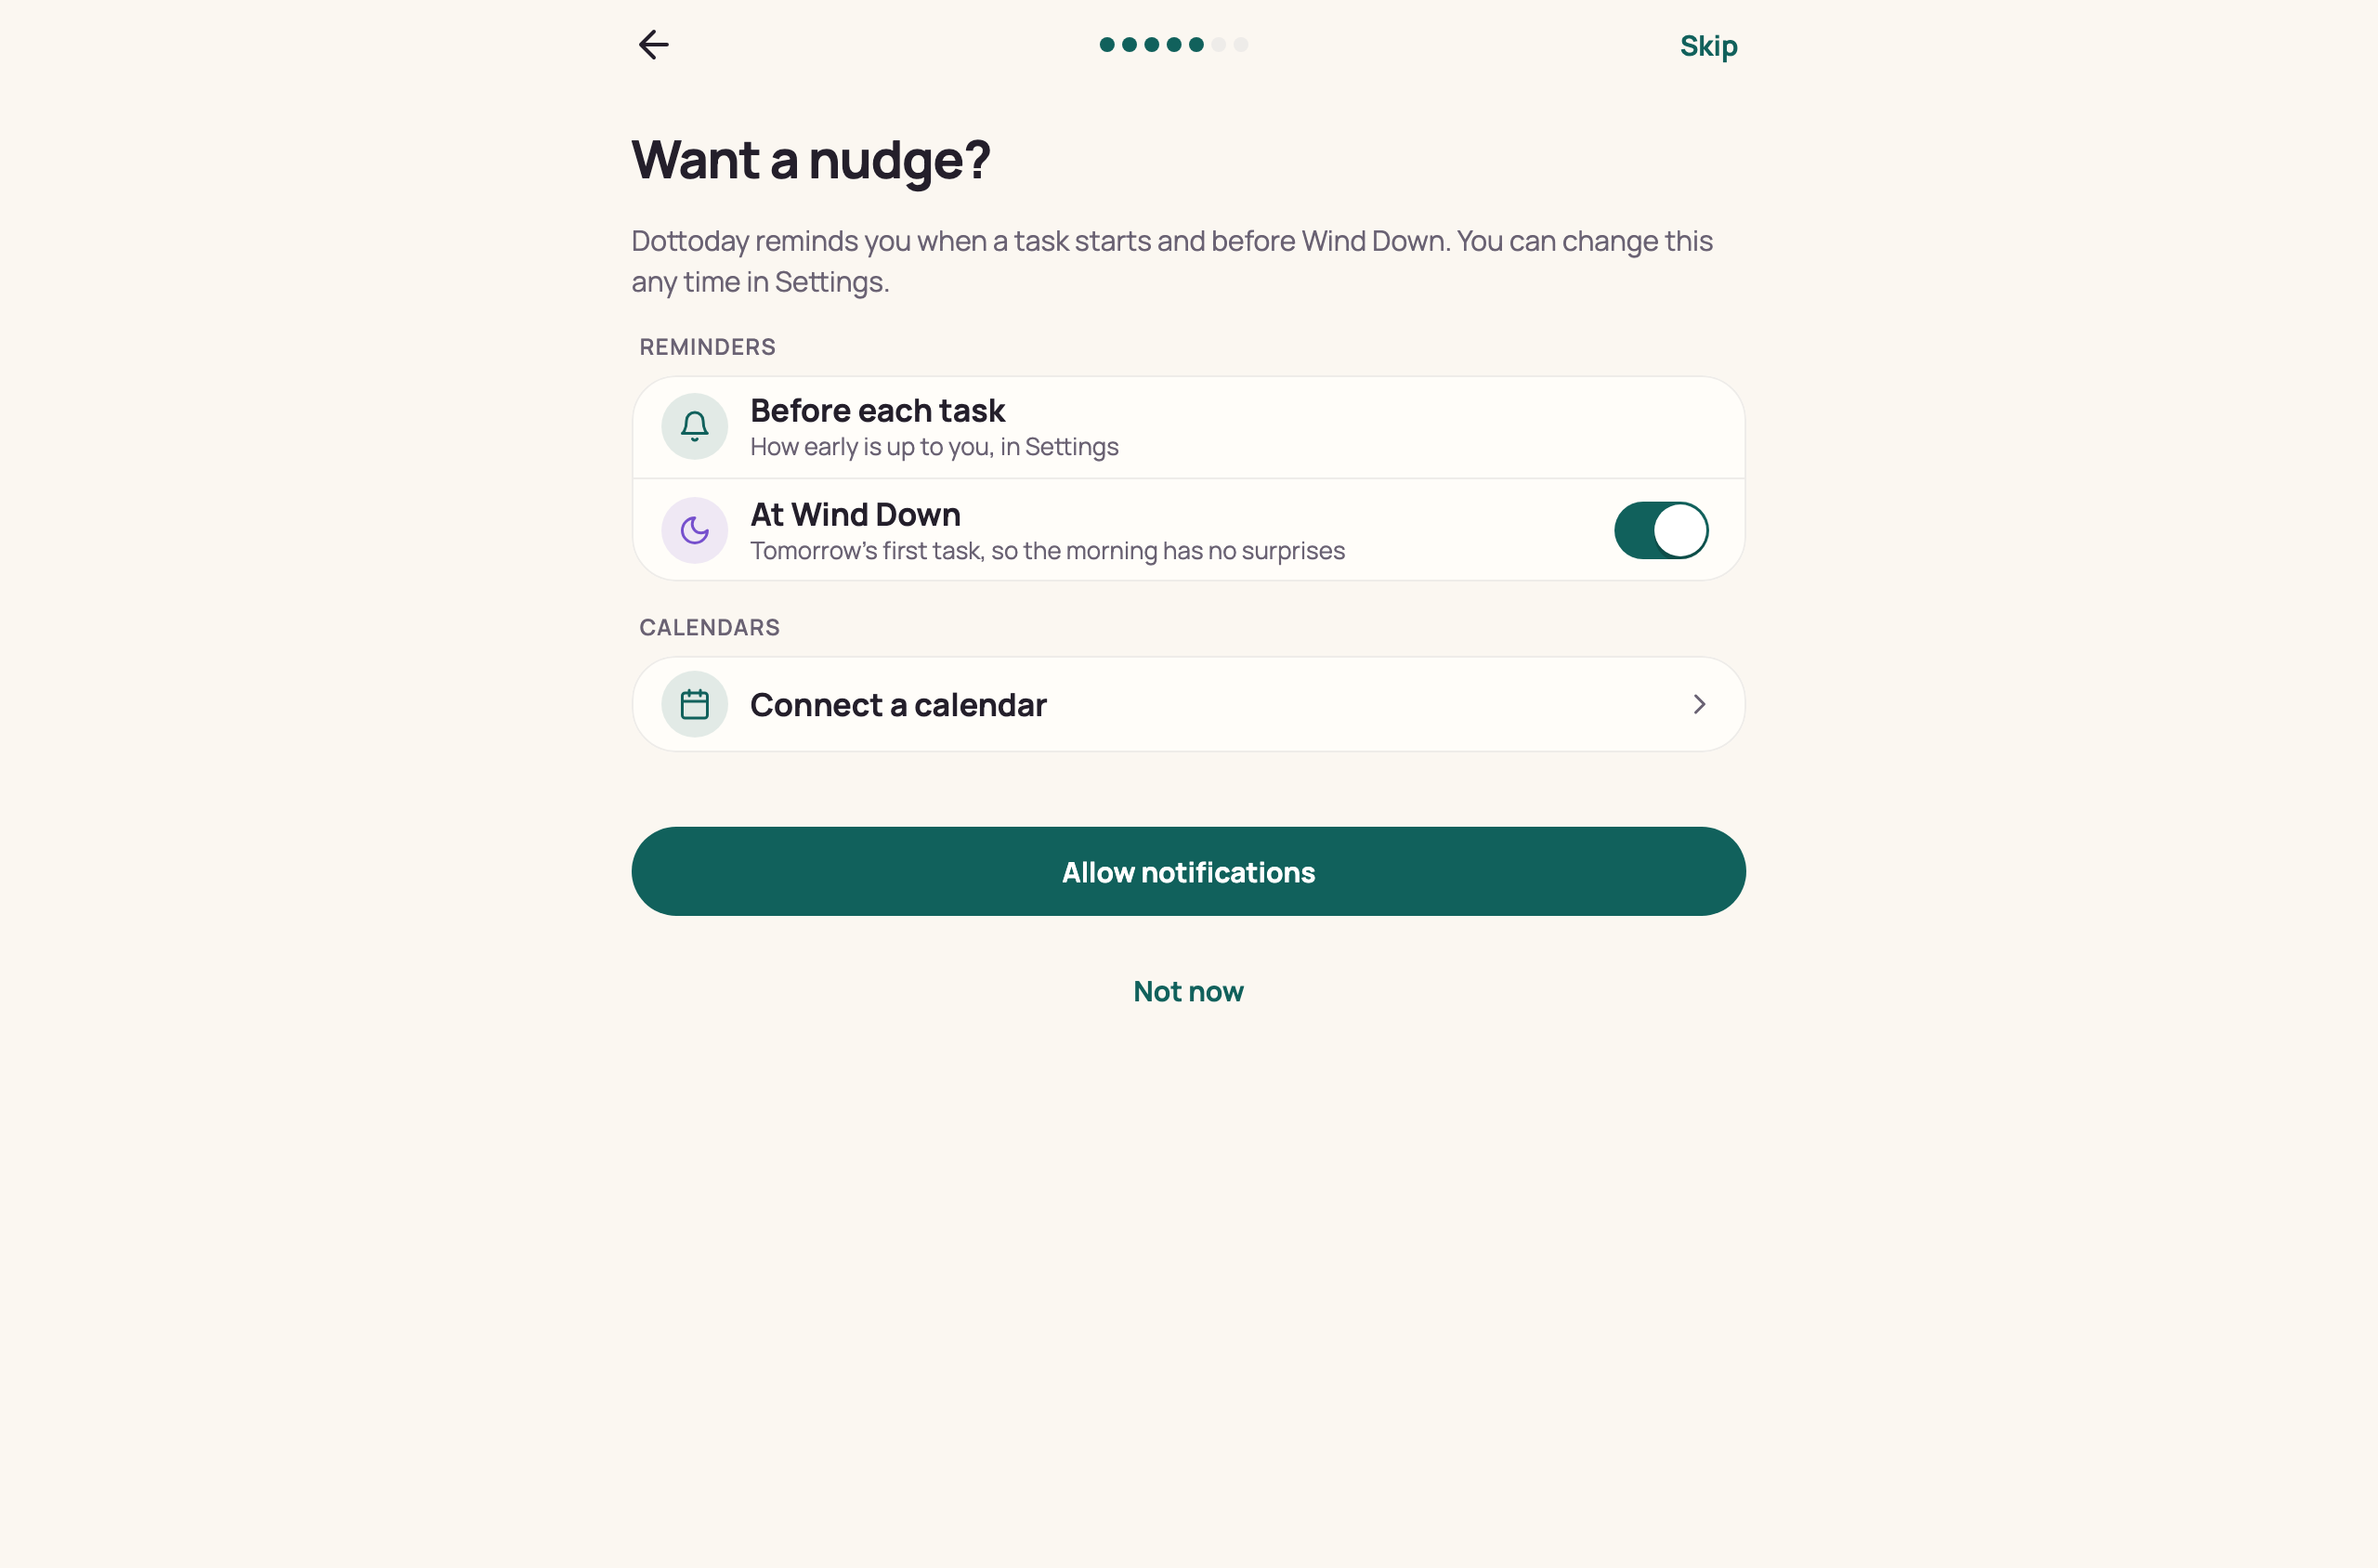 Skip
Want a nudge?
Dottoday reminds you when a task starts and before Wind Down. You can change this
any time in Settings.
REMINDERS
Before each task
How early is up to you, in Settings
At Wind Down
Tomorrow’s first task, so the morning has no surprises
CALENDARS
Connect a calendar
Allow notifications
Not now